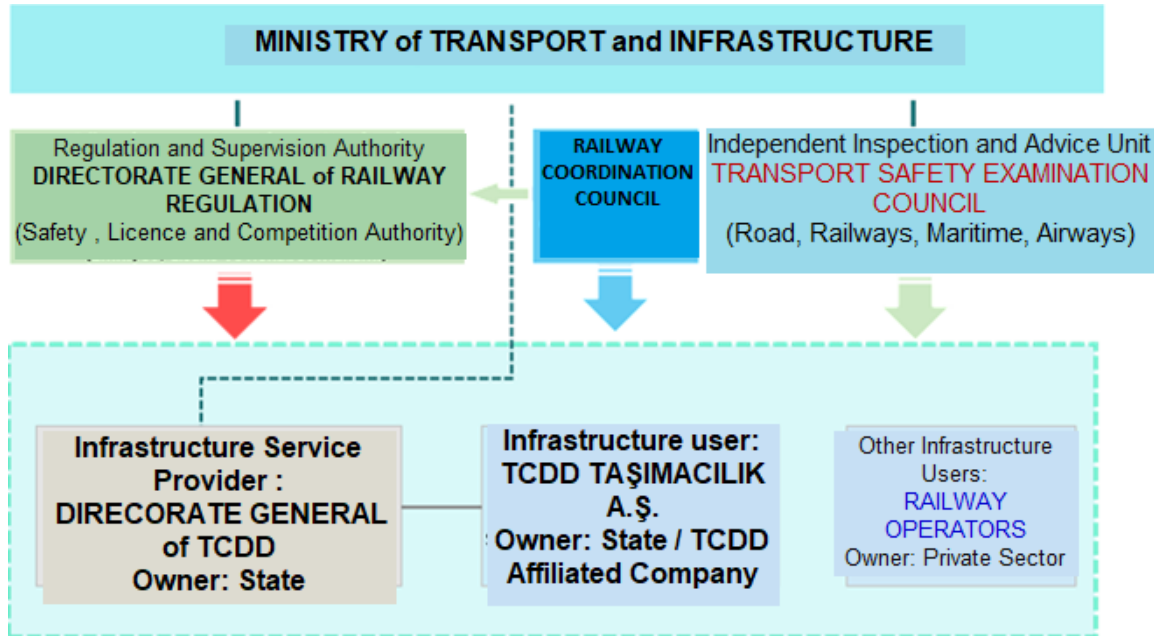 MINISTRY of TRANSPORT and INFRASTRUCTURE
Regulation and Supervision Authority
DIRECTORATE GENERAL of RAILWAY
REGULATION
(Safety , Licence and Competition Authority)
RAILWAY
COORDINATION
COUNCIL
Independent Inspection and Advice Unit
TRANSPORT SAFETY EXAMINATION
COUNCIL
(Road, Railways, Maritime, Airways)
Infrastructure Service
Provider :
DIRECORATE GENERAL
of TCDD
Owner: State
Infrastructure user:
TCDD TAŞIMACILIK
A.Ş.
Owner: State / TCDD
Affiliated Company
Other Infrastructure
Users:
RAILWAY
OPERATORS
Owner: Private Sector